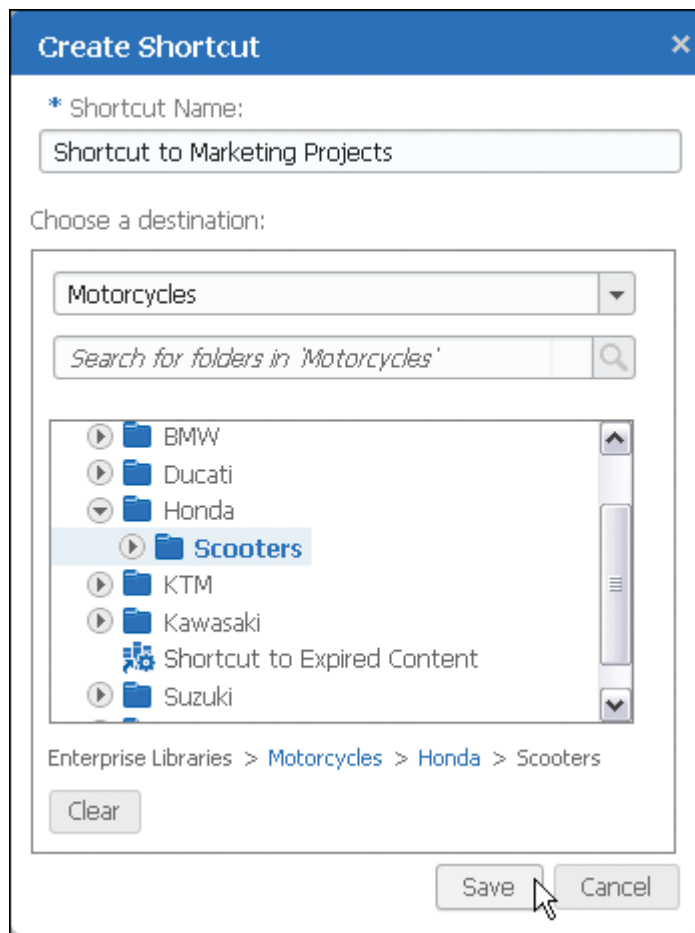 Create Shortcut
* Shortcut Name:
Shortcut to Marketing Projects
Choose a destination:
Motorcycles
Search for folders in 'Motorcycles'
BMW
Ducati
Honda
Scooters
KTM
Kawasaki
Shortcut to Expired Content
Suzuki
Enterprise Libraries > Motorcycles > Honda > Scooters
Clear
Save Cancel